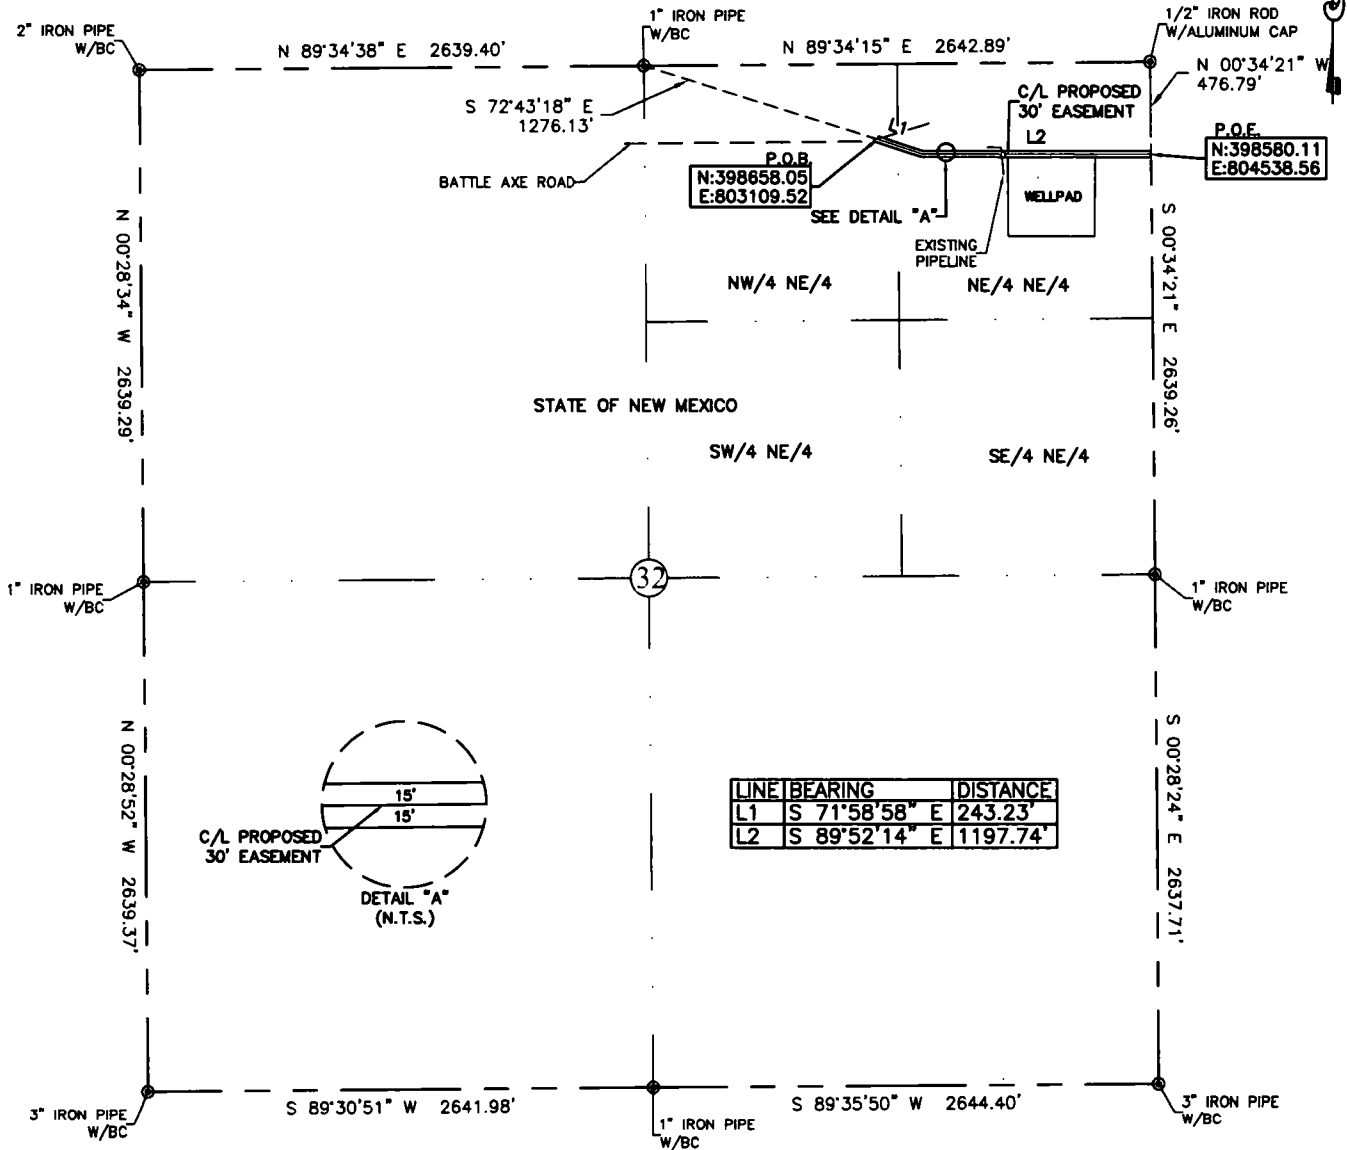 2" IRON PIPE
W/BC
N 89°34'38" E 2639.40'
1" IRON PIPE
W/BC
N 89°34'15" E 2642.89'
1/2" IRON ROD
W/ALUMINUM CAP
N 00°34'21" W
476.79'
S 72°43'18" E
1276.13'
C/L PROPOSED
30' EASEMENT
L1
L2
P.O.B.
N:398658.05
E:803109.52
P.O.E.
N:398580.11
E:804538.56
BATTLE AXE ROAD
SEE DETAIL "A"
WELLPAD
EXISTING
PIPELINE
N 00°28'34" W 2639.29'
S 00°34'21" E 2639.26'
NW/4 NE/4
NE/4 NE/4
STATE OF NEW MEXICO
SW/4 NE/4
SE/4 NE/4
1" IRON PIPE
W/BC
32
1" IRON PIPE
W/BC
N 00°28'52" W 2639.37'
S 00°28'24" E 2637.71'
15'
15'
C/L PROPOSED
30' EASEMENT
DETAIL "A"
(N.T.S.)
LINE BEARING DISTANCE
L1 S 71°58'58" E 243.23'
L2 S 89°52'14" E 1197.74'
3" IRON PIPE
W/BC
S 89°30'51" W 2641.98'
1" IRON PIPE
W/BC
S 89°35'50" W 2644.40'
3" IRON PIPE
W/BC